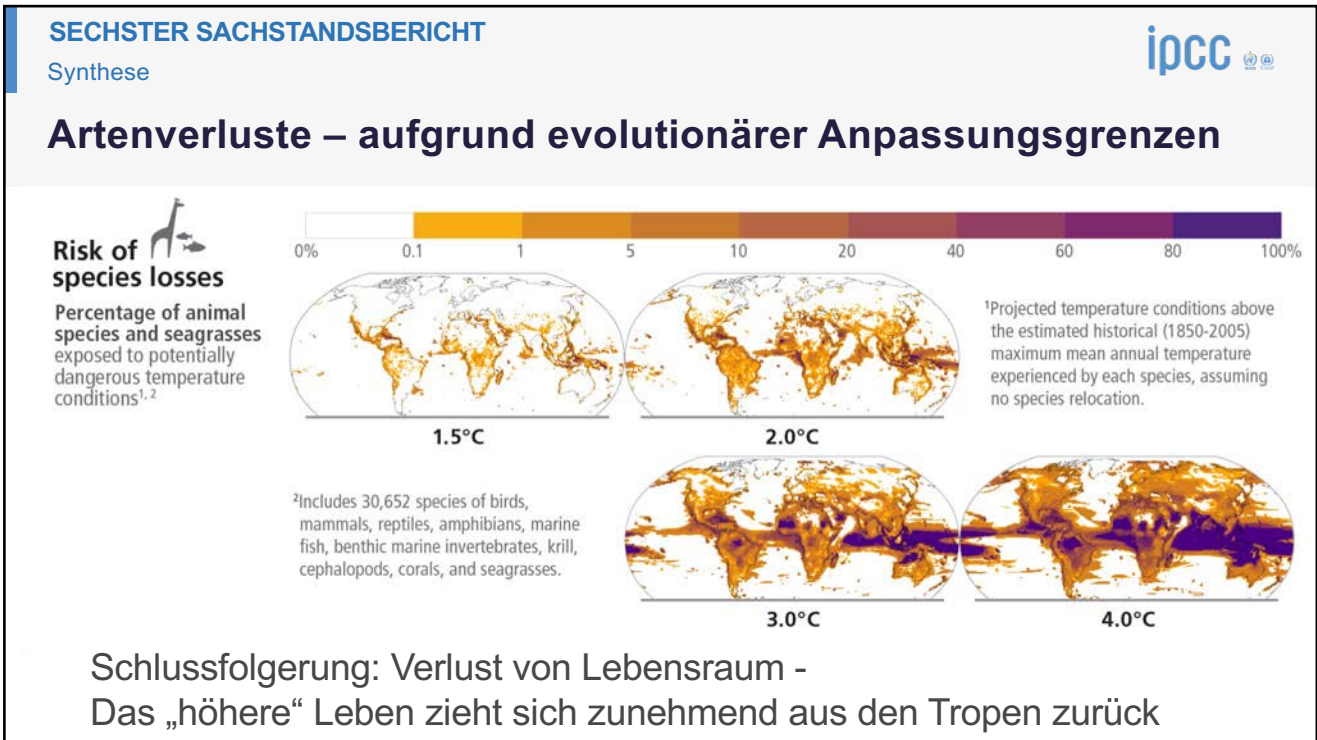 SECHSTER SACHSTANDSBERICHT
Synthese
ipcc
Artenverluste – aufgrund evolutionärer Anpassungsgrenzen
Risk of
species losses
Percentage of animal
species and seagrasses
exposed to potentially
dangerous temperature
conditions¹˒ ²
0% 0.1 1 5 10 20 40 60 80 100%
1.5°C
2.0°C
¹Projected temperature conditions above
the estimated historical (1850-2005)
maximum mean annual temperature
experienced by each species, assuming
no species relocation.
²Includes 30,652 species of birds,
mammals, reptiles, amphibians, marine
fish, benthic marine invertebrates, krill,
cephalopods, corals, and seagrasses.
3.0°C
4.0°C
Schlussfolgerung: Verlust von Lebensraum -
Das „höhere“ Leben zieht sich zunehmend aus den Tropen zurück